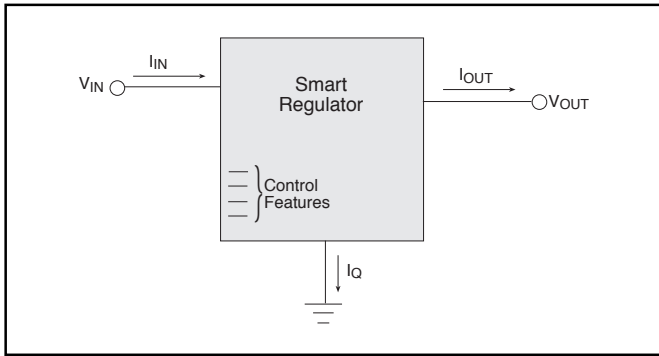 IIN
VIN
Smart
Regulator
IOUT
VOUT
Control
Features
IQ